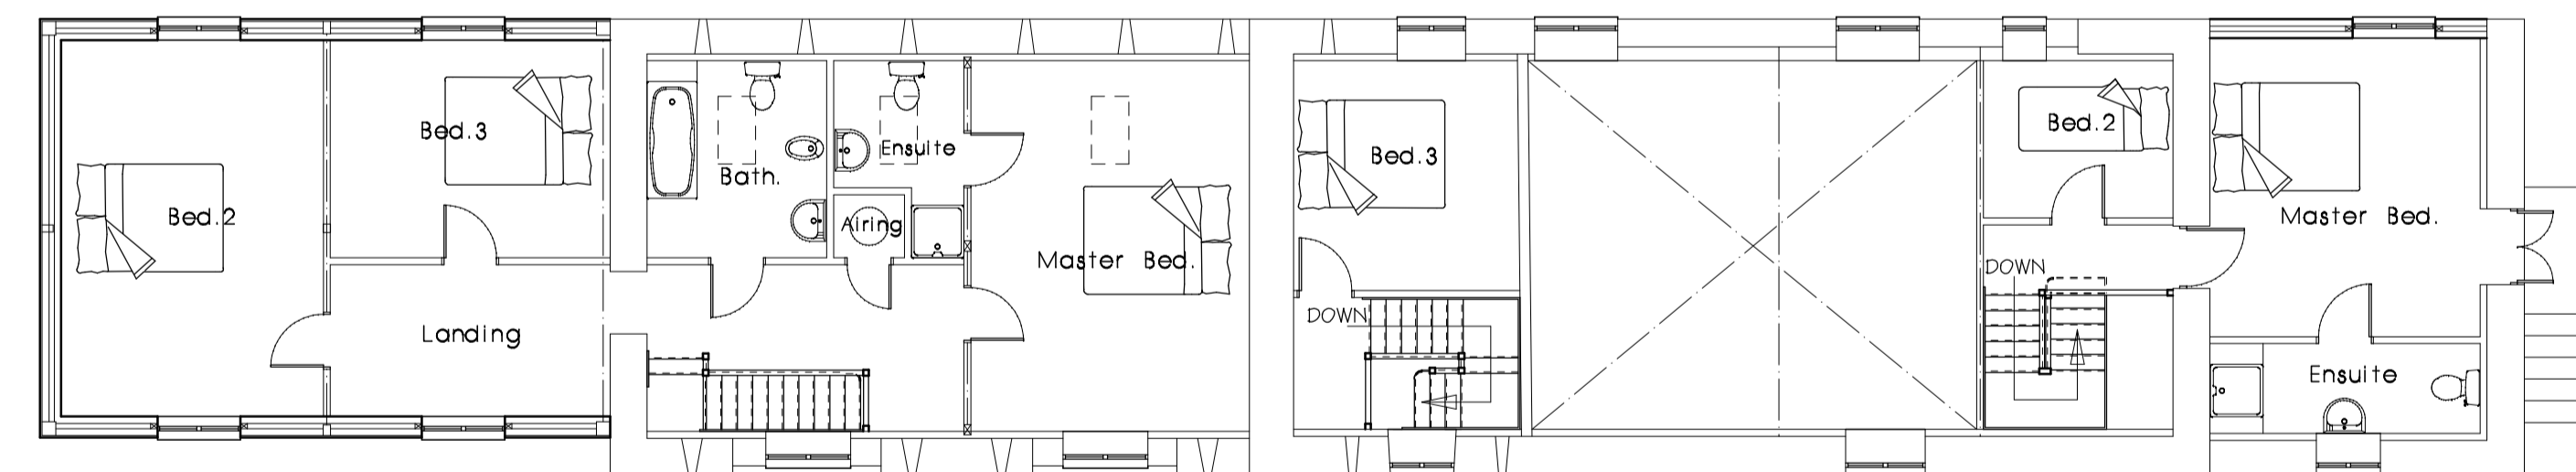 Bed.2
Bed.3
Landing
Bath.
Ensuite
Airing
Master Bed.
Bed.3
DOWN
DOWN
Bed.2
Master Bed.
Ensuite